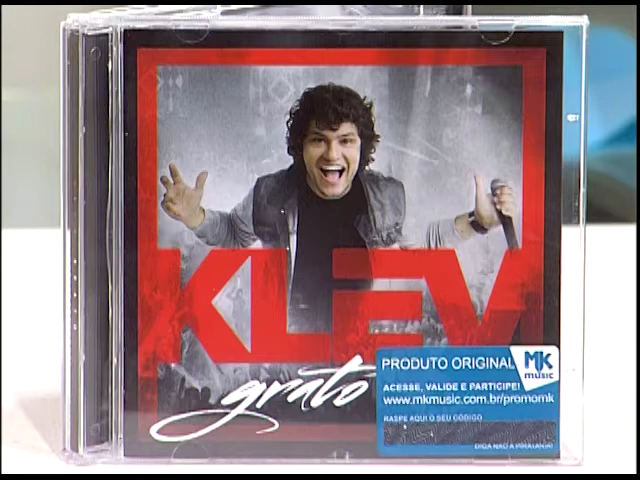 KLEV
grato
PRODUTO ORIGINAL
MK
music
ACESSE, VALIDE E PARTICIPE!
www.mkmusic.com.br/promomk
RASPE AQUI O SEU CÓDIGO
DIGA NÃO À PIRATARIA!